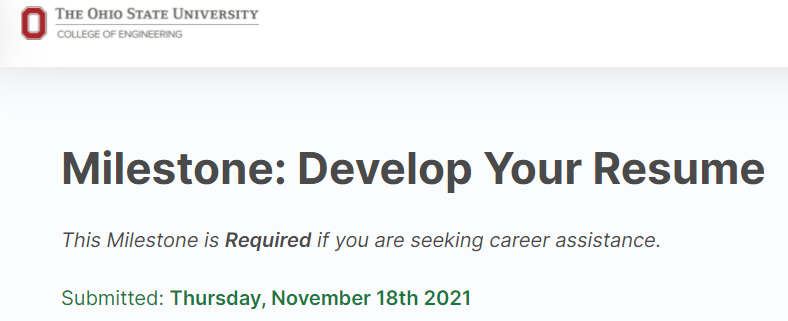 THE OHIO STATE UNIVERSITY
COLLEGE OF ENGINEERING
Milestone: Develop Your Resume
This Milestone is Required if you are seeking career assistance.
Submitted: Thursday, November 18th 2021